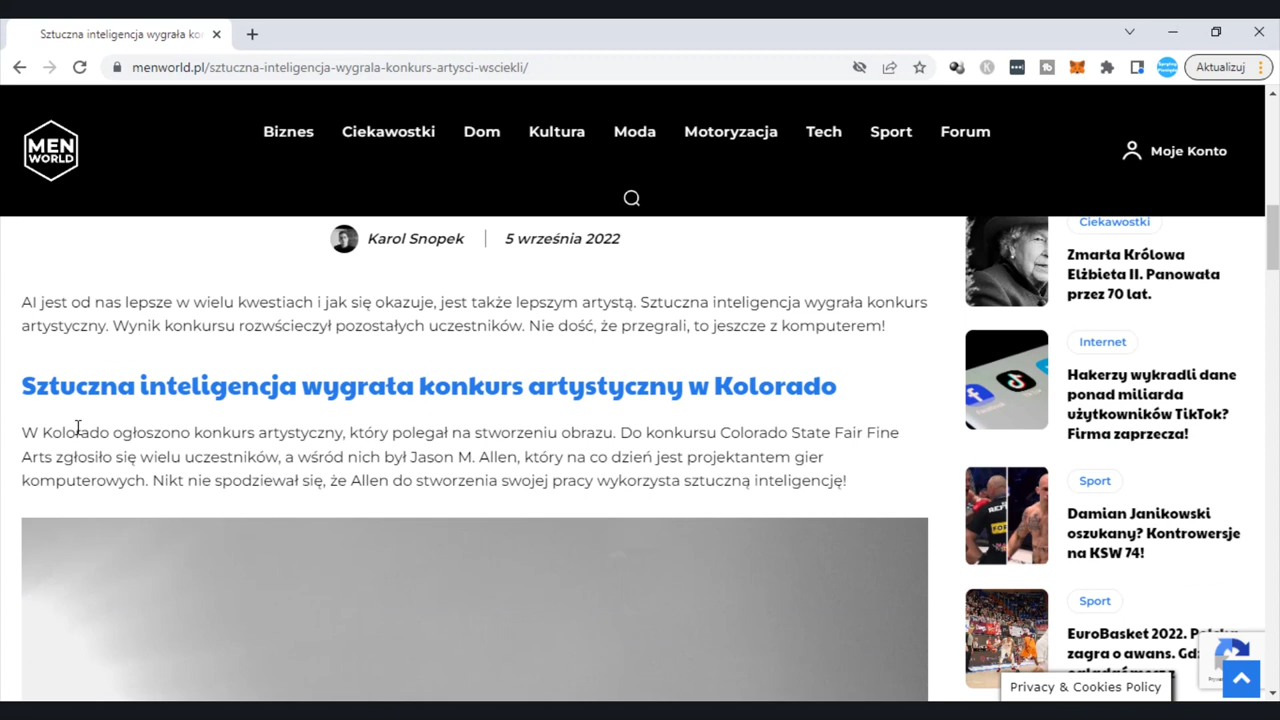 Sztuczna inteligencja wygrała ko
menworld.pl/sztuczna-inteligencja-wygrala-konkurs-artysci-wsciekli/
Aktualizuj
MEN
WORLD
Biznes Ciekawostki Dom Kultura Moda Motoryzacja Tech Sport Forum
Moje Konto
Karol Snopek 5 września 2022
AI jest od nas lepsze w wielu kwestiach i jak się okazuje, jest także lepszym artystą. Sztuczna inteligencja wygrała konkurs
artystyczny. Wynik konkursu rozwścieczył pozostałych uczestników. Nie dość, że przegrali, to jeszcze z komputerem!
Sztuczna inteligencja wygrała konkurs artystyczny w Kolorado
W Kolorado ogłoszono konkurs artystyczny, który polegał na stworzeniu obrazu. Do konkursu Colorado State Fair Fine
Arts zgłosiło się wielu uczestników, a wśród nich był Jason M. Allen, który na co dzień jest projektantem gier
komputerowych. Nikt nie spodziewał się, że Allen do stworzenia swojej pracy wykorzysta sztuczną inteligencję!
Ciekawostki
Zmarła Królowa
Elżbieta II. Panowała
przez 70 lat.
Internet
Hakerzy wykradli dane
ponad miliarda
użytkowników TikTok?
Firma zaprzecza!
Sport
Damian Janikowski
oszukany? Kontrowersje
na KSW 74!
Sport
EuroBasket 2022.
zagra o awans.
Privacy & Cookies Policy